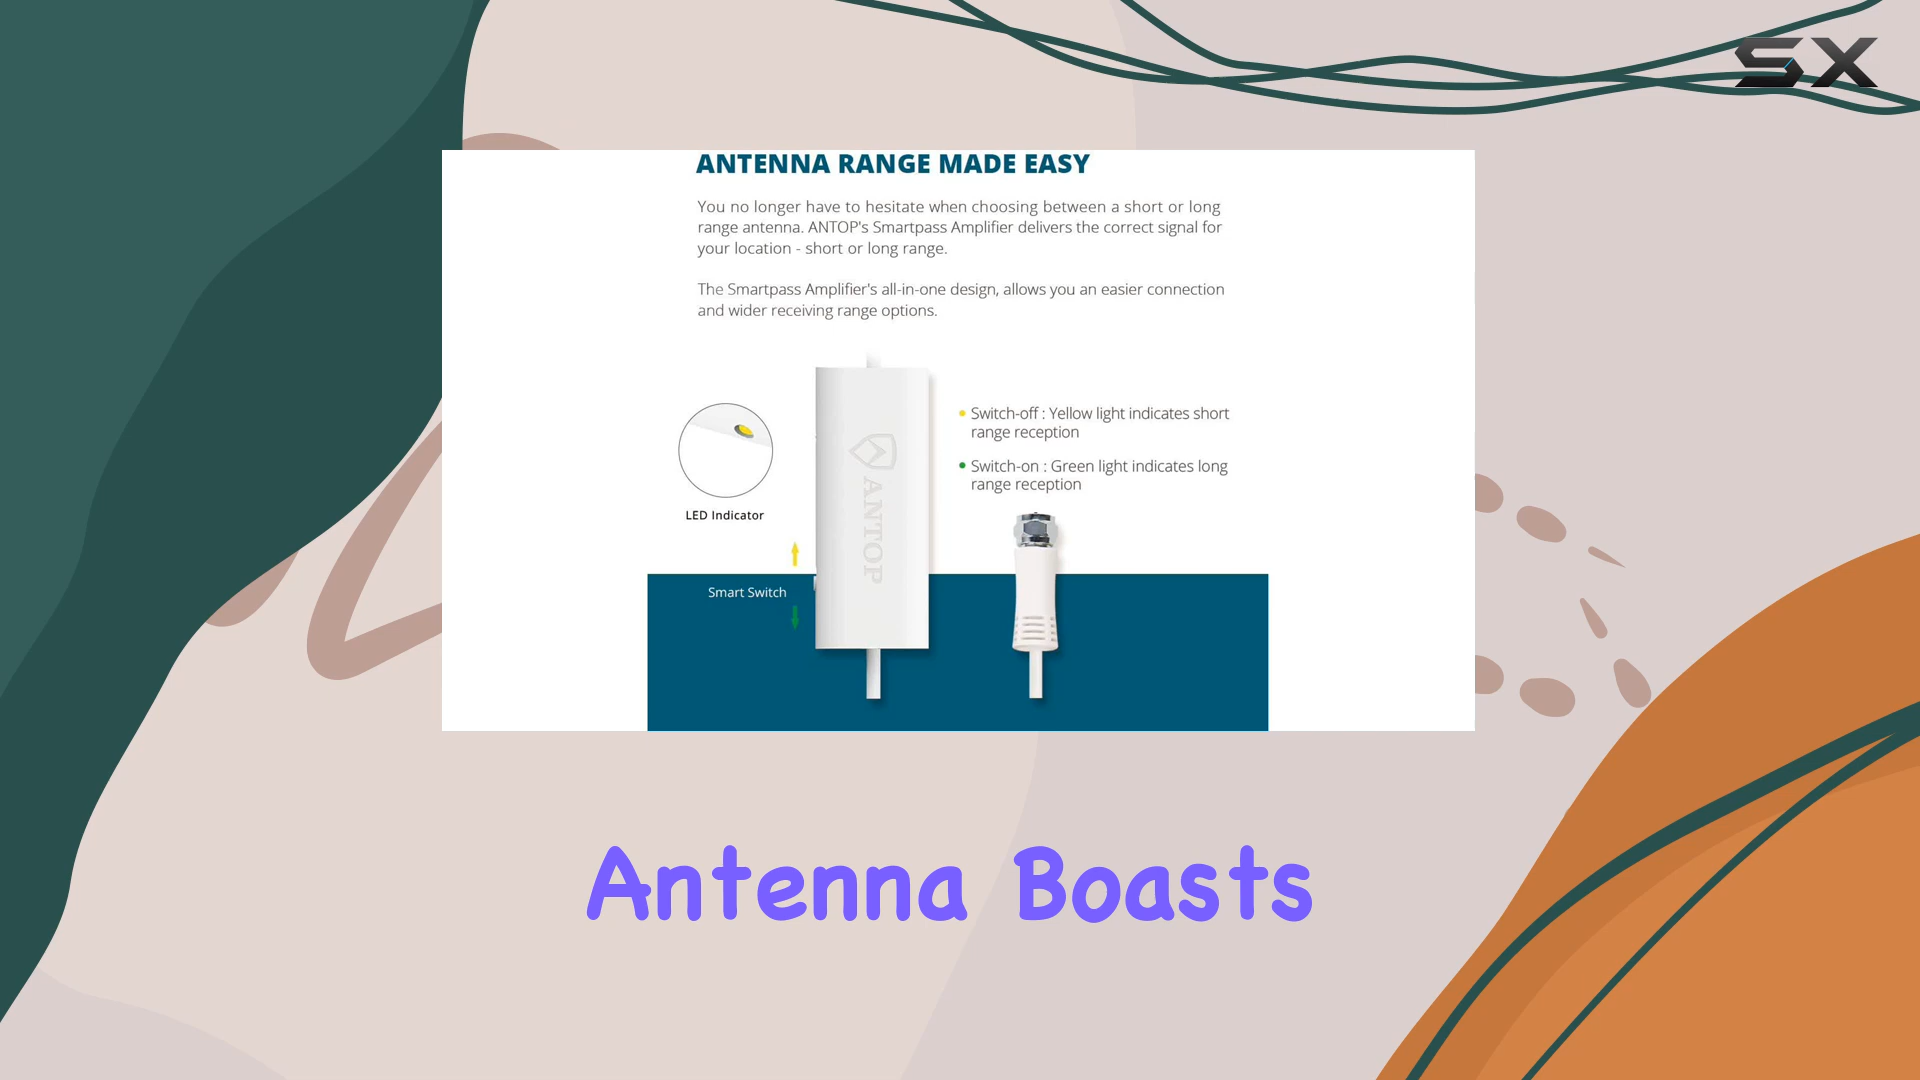 SX
ANTENNA RANGE MADE EASY
You no longer have to hesitate when choosing between a short or long
range antenna. ANTOP's Smartpass Amplifier delivers the correct signal for
your location - short or long range.
The Smartpass Amplifier's all-in-one design, allows you an easier connection
and wider receiving range options.
Switch-off : Yellow light indicates short
range reception
Switch-on : Green light indicates long
range reception
LED Indicator
ANTOP
Smart Switch
Antenna Boasts